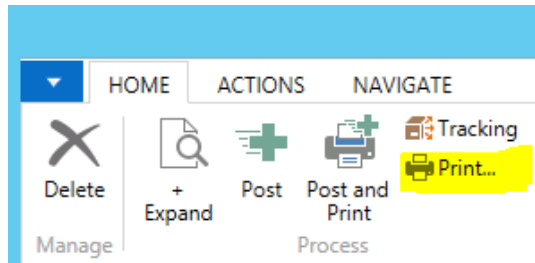 HOME ACTIONS NAVIGATE
Delete
+
Expand
Post
Post and
Print
Tracking
Print...
Manage
Process